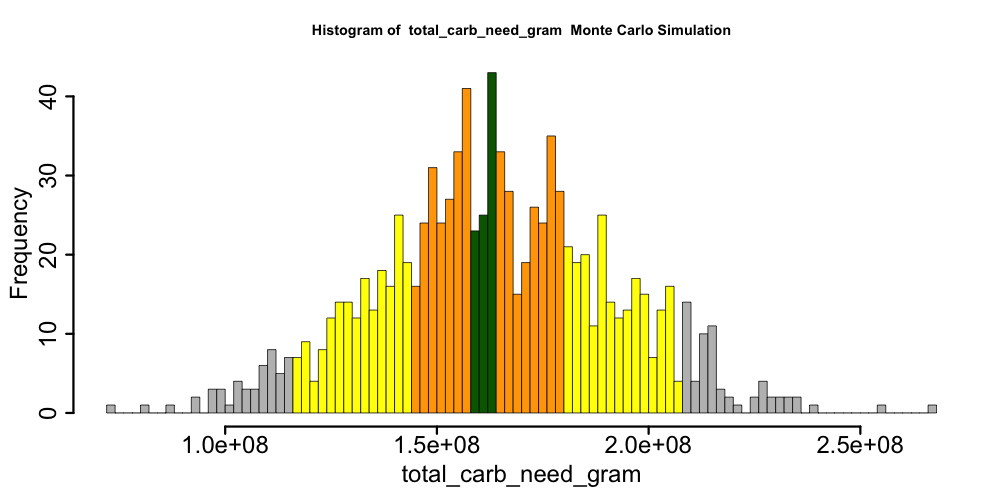 Histogram of total_carb_need_gram Monte Carlo Simulation
Frequency
40
30
20
10
0
1.0e+08 1.5e+08 2.0e+08 2.5e+08
total_carb_need_gram